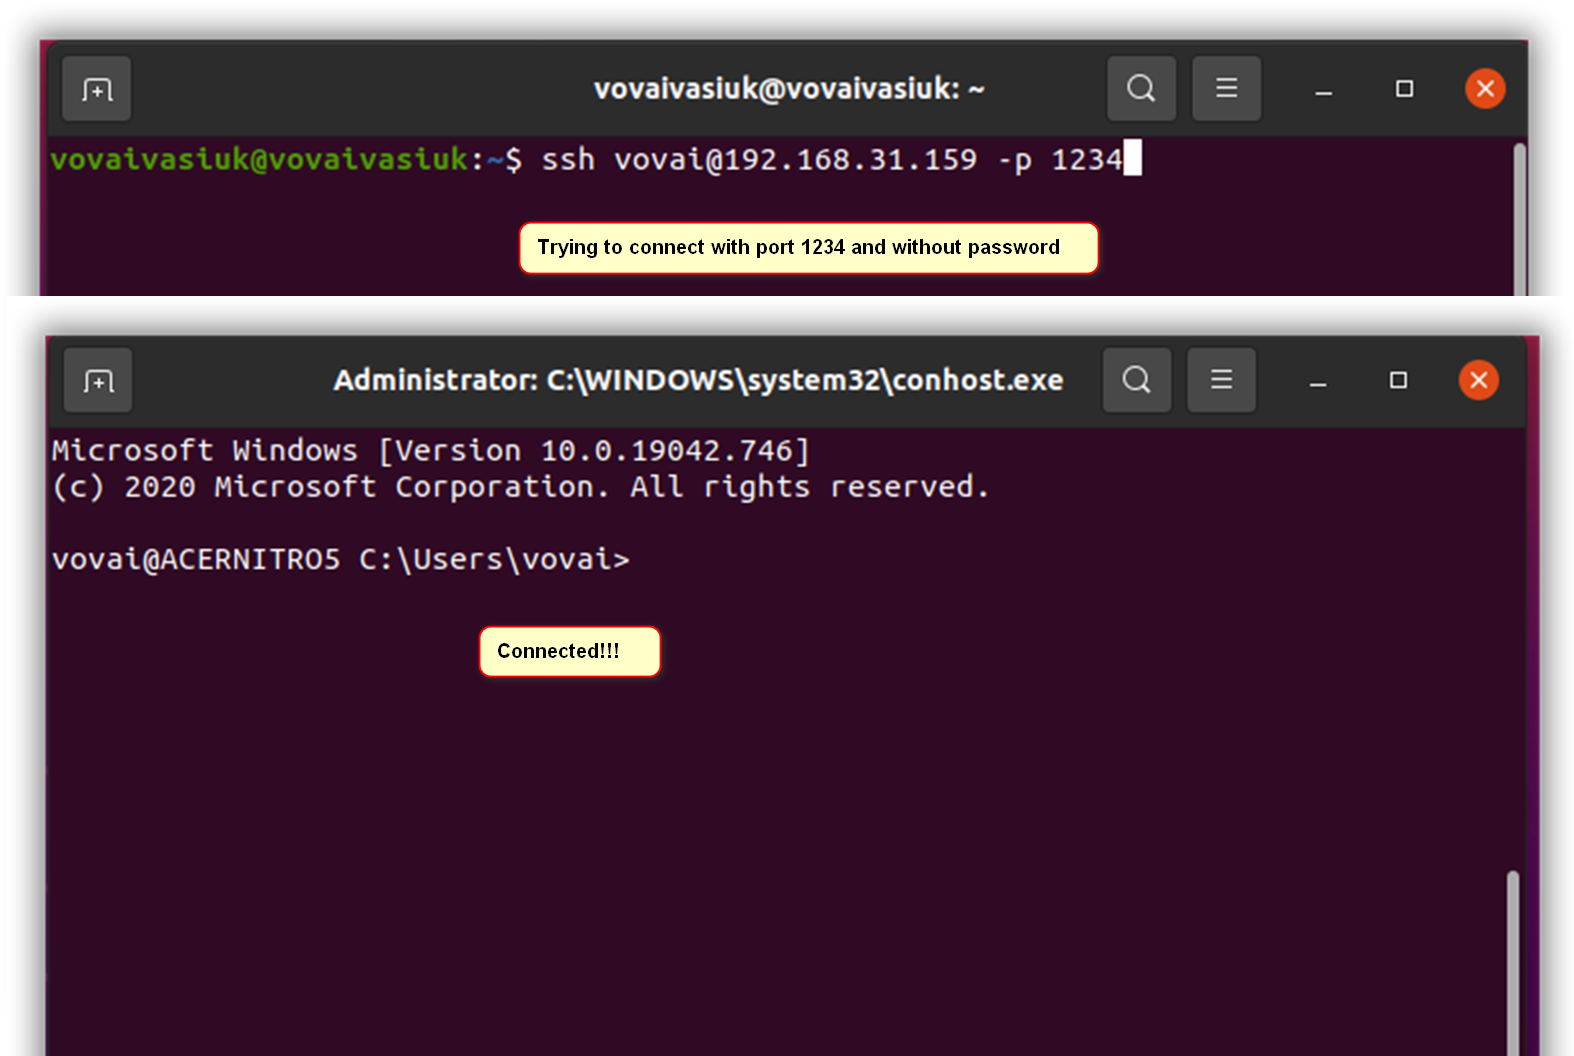 vovaivasiuk@vovaivasiuk: ~
vovaivasiuk@vovaivasiuk:~$ ssh vovai@192.168.31.159 -p 1234
Trying to connect with port 1234 and without password
Administrator: C:\WINDOWS\system32\conhost.exe
Microsoft Windows [Version 10.0.19042.746]
(c) 2020 Microsoft Corporation. All rights reserved.
vovai@ACERNITRO5 C:\Users\vovai>
Connected!!!